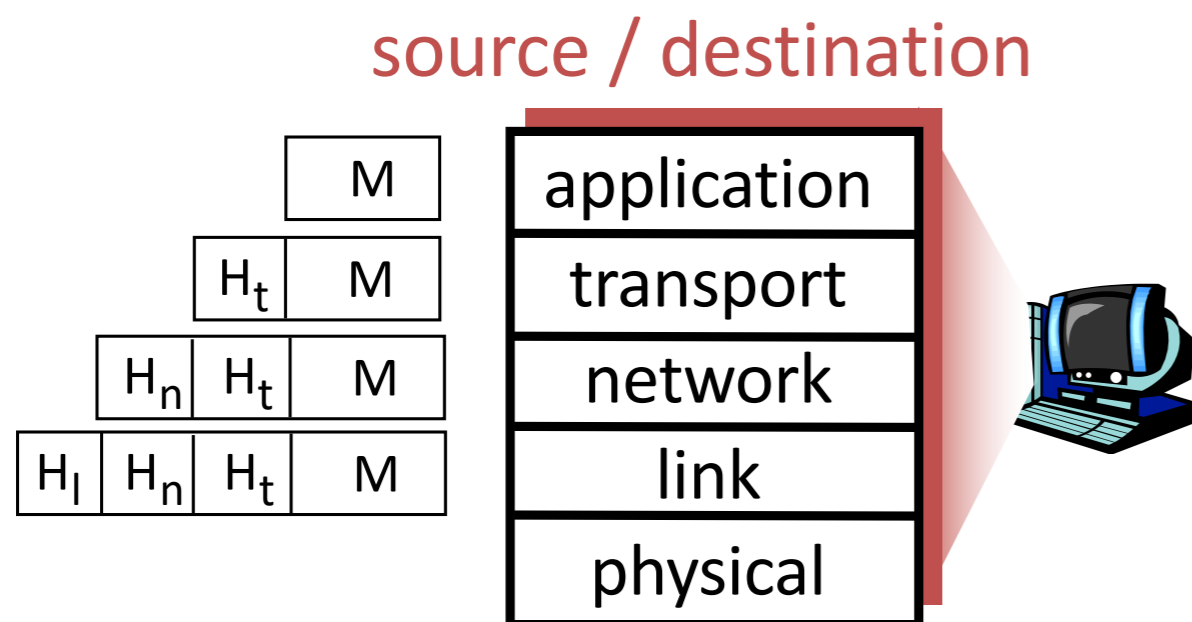 source / destination
M application
Ht M transport
Hn Ht M network
Hl Hn Ht M link
physical